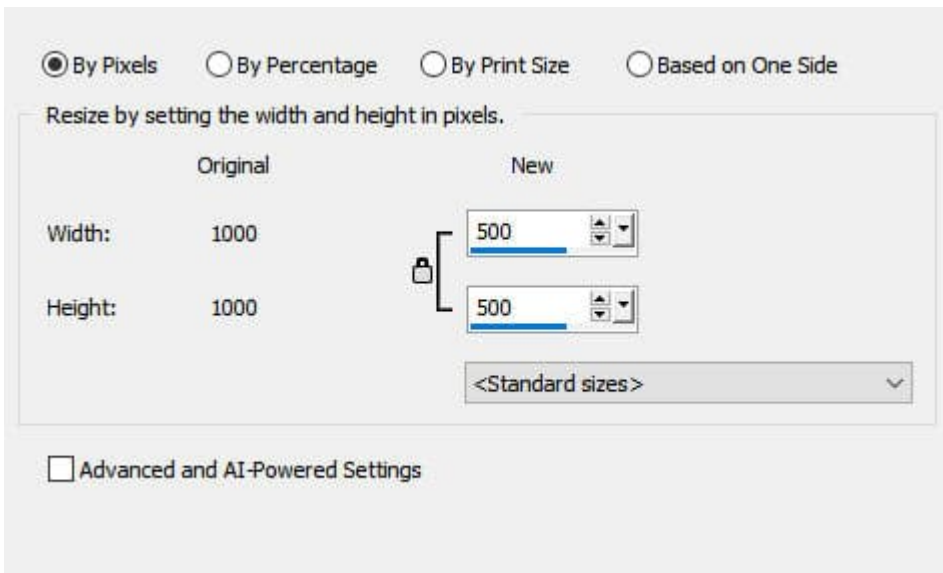 By Pixels By Percentage By Print Size Based on One Side
Resize by setting the width and height in pixels.
Original New
Width: 1000 500
Height: 1000 500
<Standard sizes>
Advanced and AI-Powered Settings